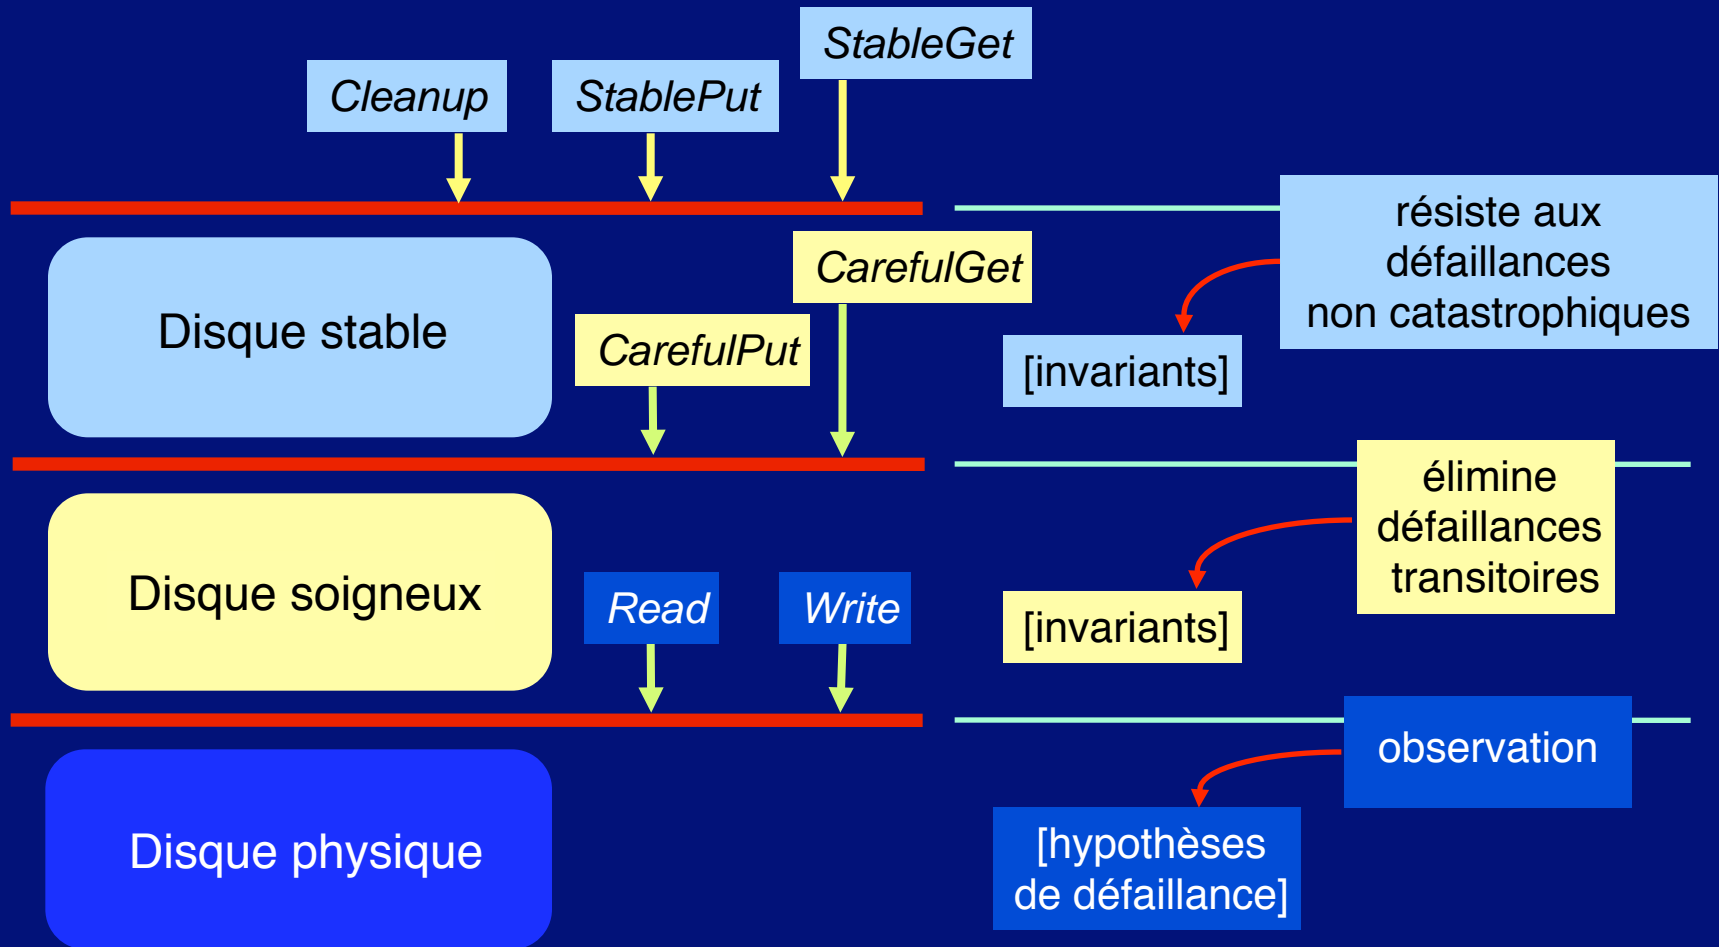 StableGet
Cleanup
StablePut
résiste aux
défaillances
non catastrophiques
CarefulGet
Disque stable
CarefulPut
[invariants]
élimine
défaillances
transitoires
Disque soigneux
Read
Write
[invariants]
observation
Disque physique
[hypothèses
de défaillance]